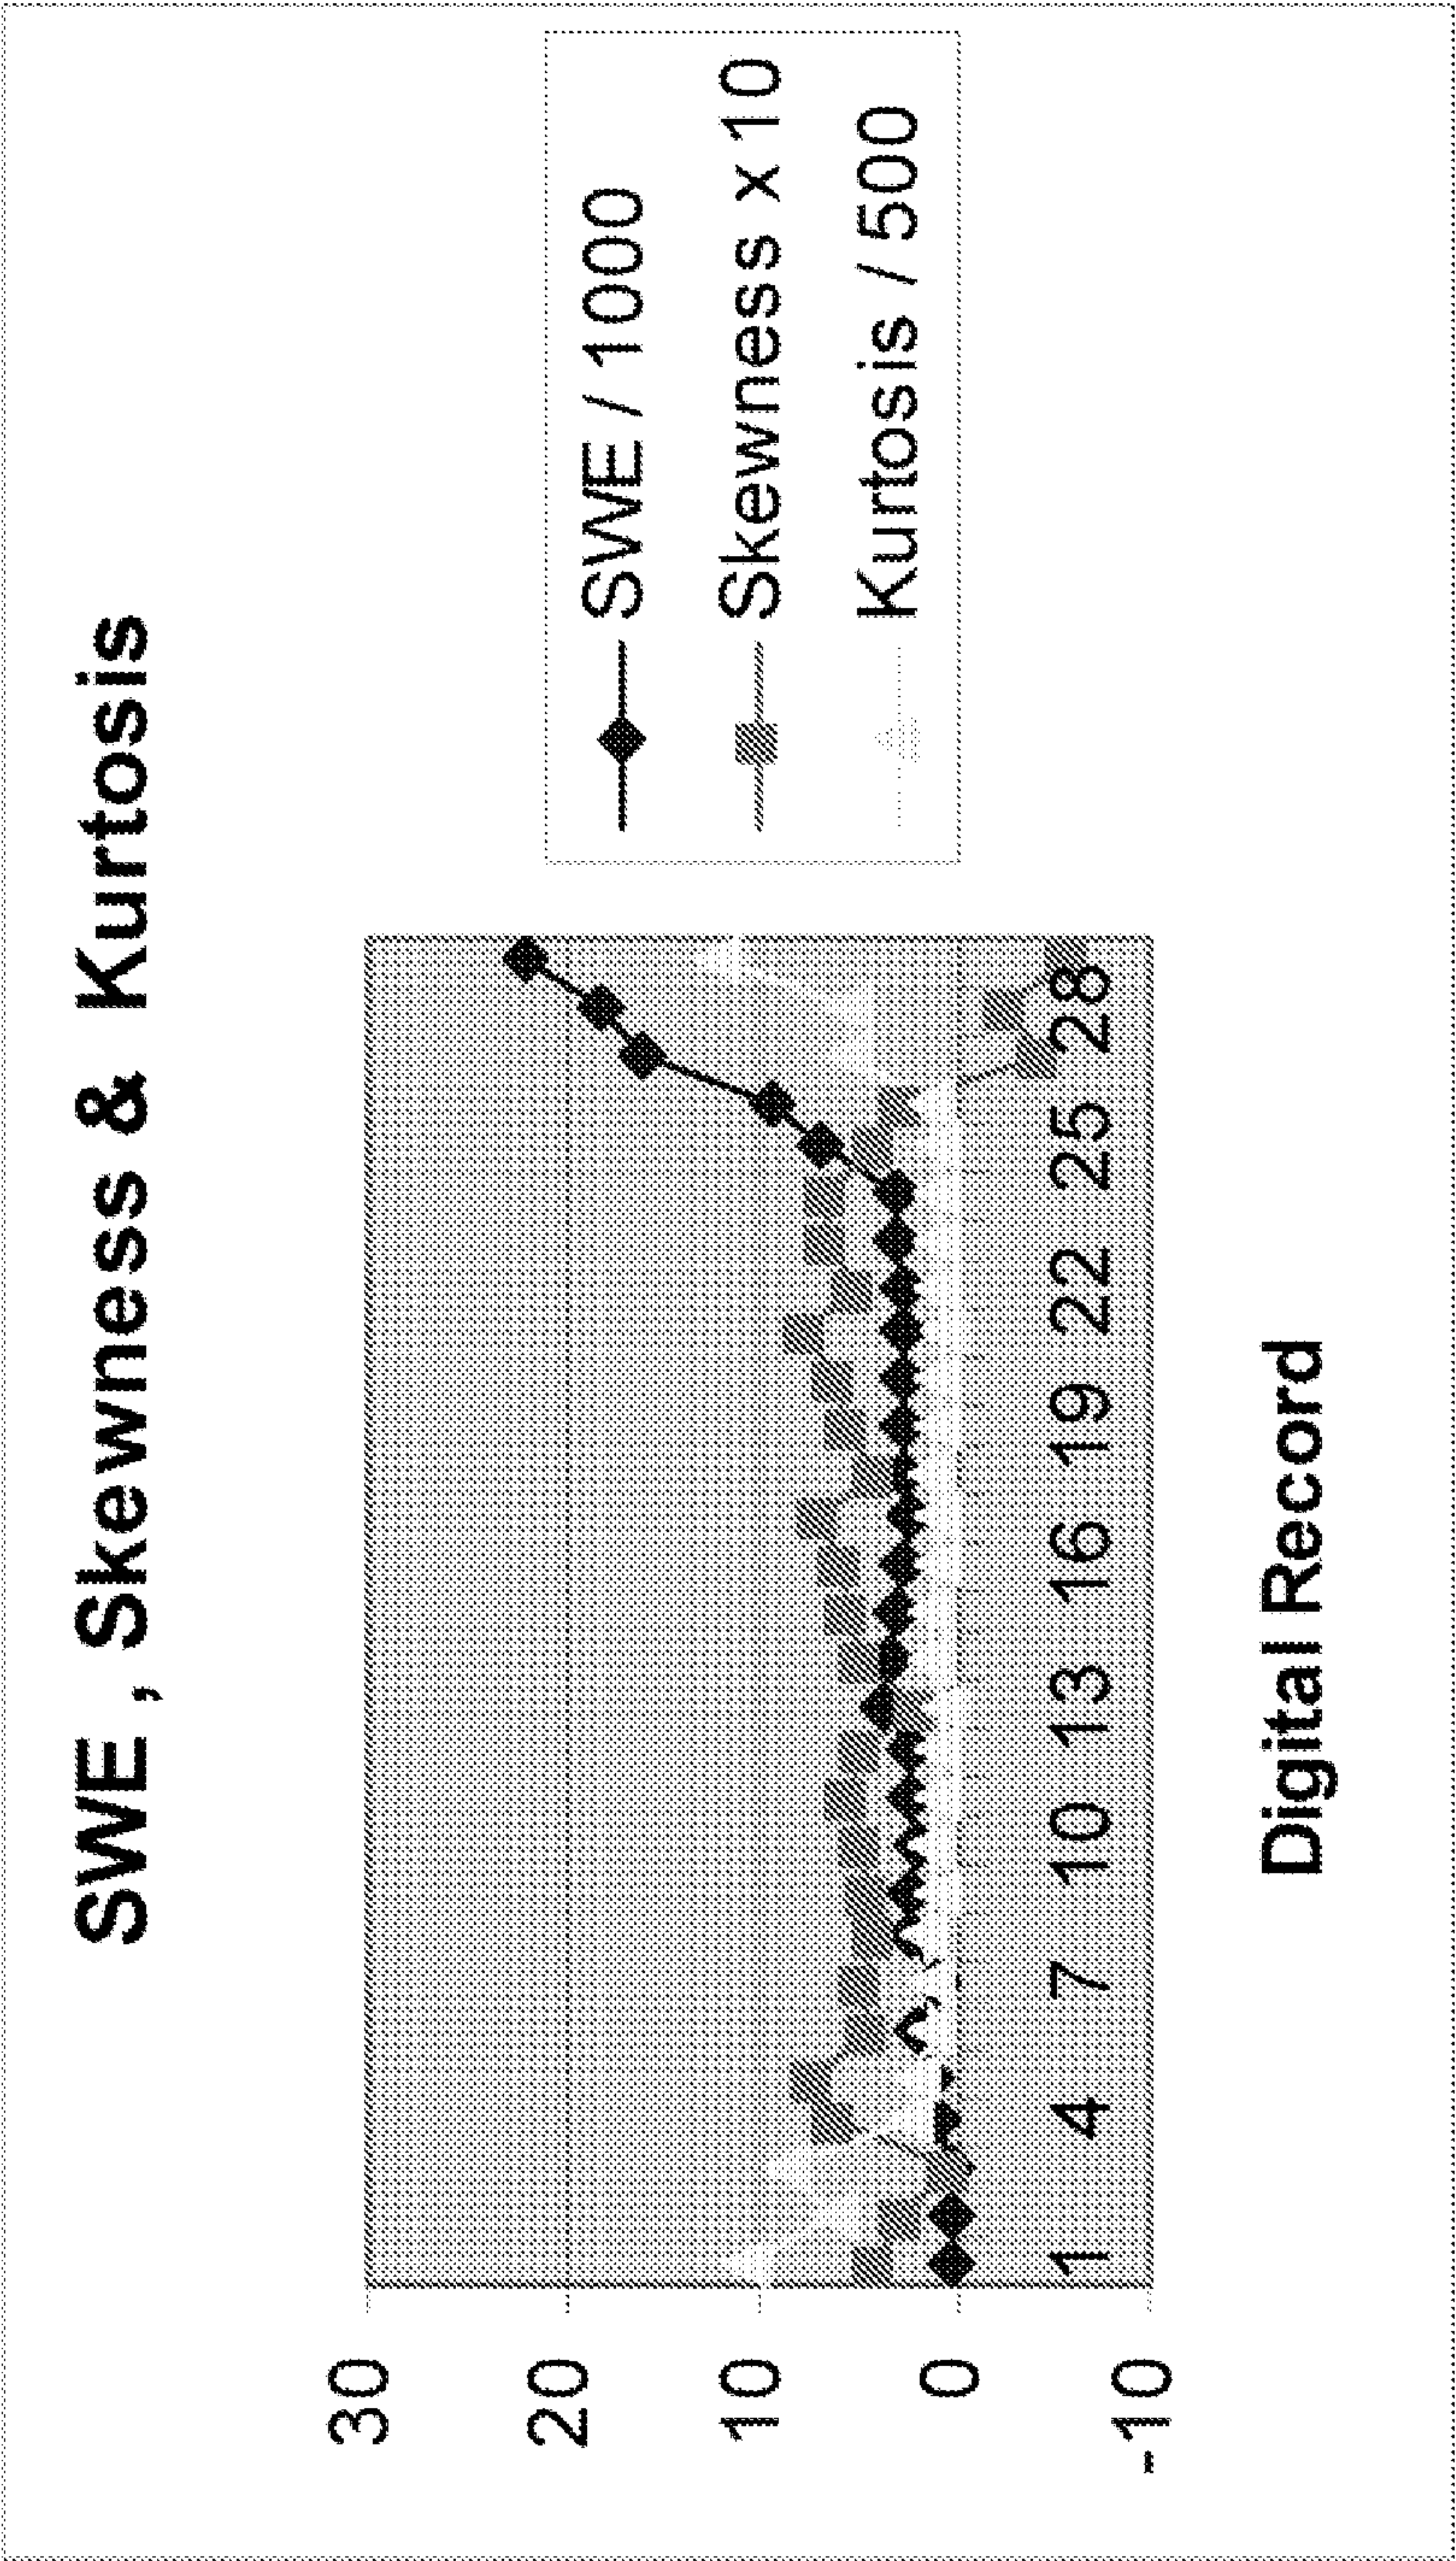 SWE , Skewness & Kurtosis
30
20
10
0
-10
1 4 7 10 13 16 19 22 25 28
Digital Record
SWE / 1000
Skewness x 10
Kurtosis / 500